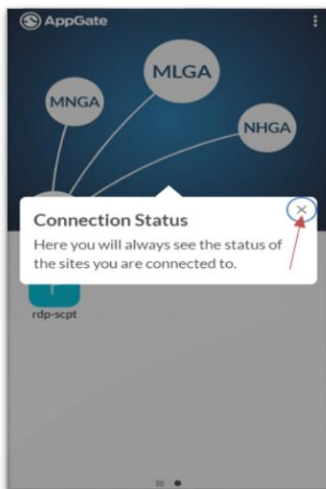 AppGate
MLGA
MNGA
NHGA
Connection Status
Here you will always see the status of
the sites you are connected to.
rdp-scpt